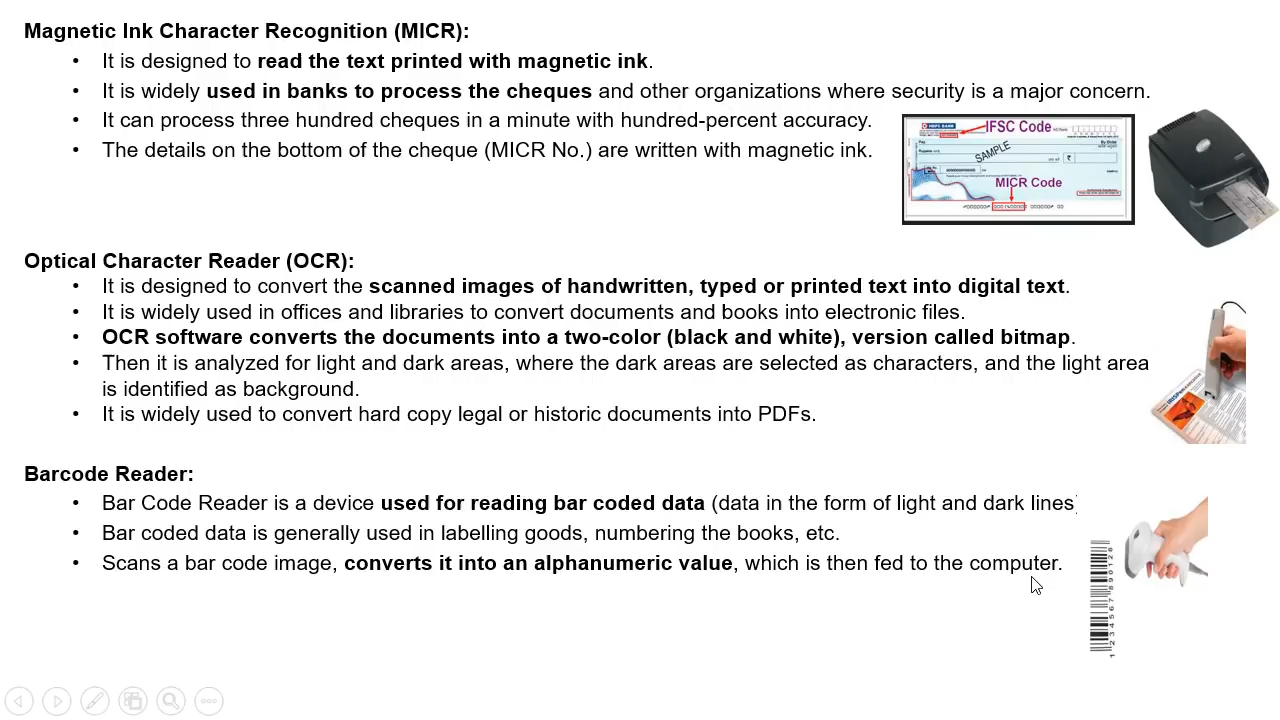 Magnetic Ink Character Recognition (MICR):
• It is designed to read the text printed with magnetic ink.
• It is widely used in banks to process the cheques and other organizations where security is a major concern.
• It can process three hundred cheques in a minute with hundred-percent accuracy.
• The details on the bottom of the cheque (MICR No.) are written with magnetic ink.
HDFC BANK
IFSC Code
Pay
SAMPLE
₹
MICR Code
Optical Character Reader (OCR):
• It is designed to convert the scanned images of handwritten, typed or printed text into digital text.
• It is widely used in offices and libraries to convert documents and books into electronic files.
• OCR software converts the documents into a two-color (black and white), version called bitmap.
• Then it is analyzed for light and dark areas, where the dark areas are selected as characters, and the light area
is identified as background.
• It is widely used to convert hard copy legal or historic documents into PDFs.
Barcode Reader:
• Bar Code Reader is a device used for reading bar coded data (data in the form of light and dark lines)
• Bar coded data is generally used in labelling goods, numbering the books, etc.
• Scans a bar code image, converts it into an alphanumeric value, which is then fed to the computer.
1 234567 890128